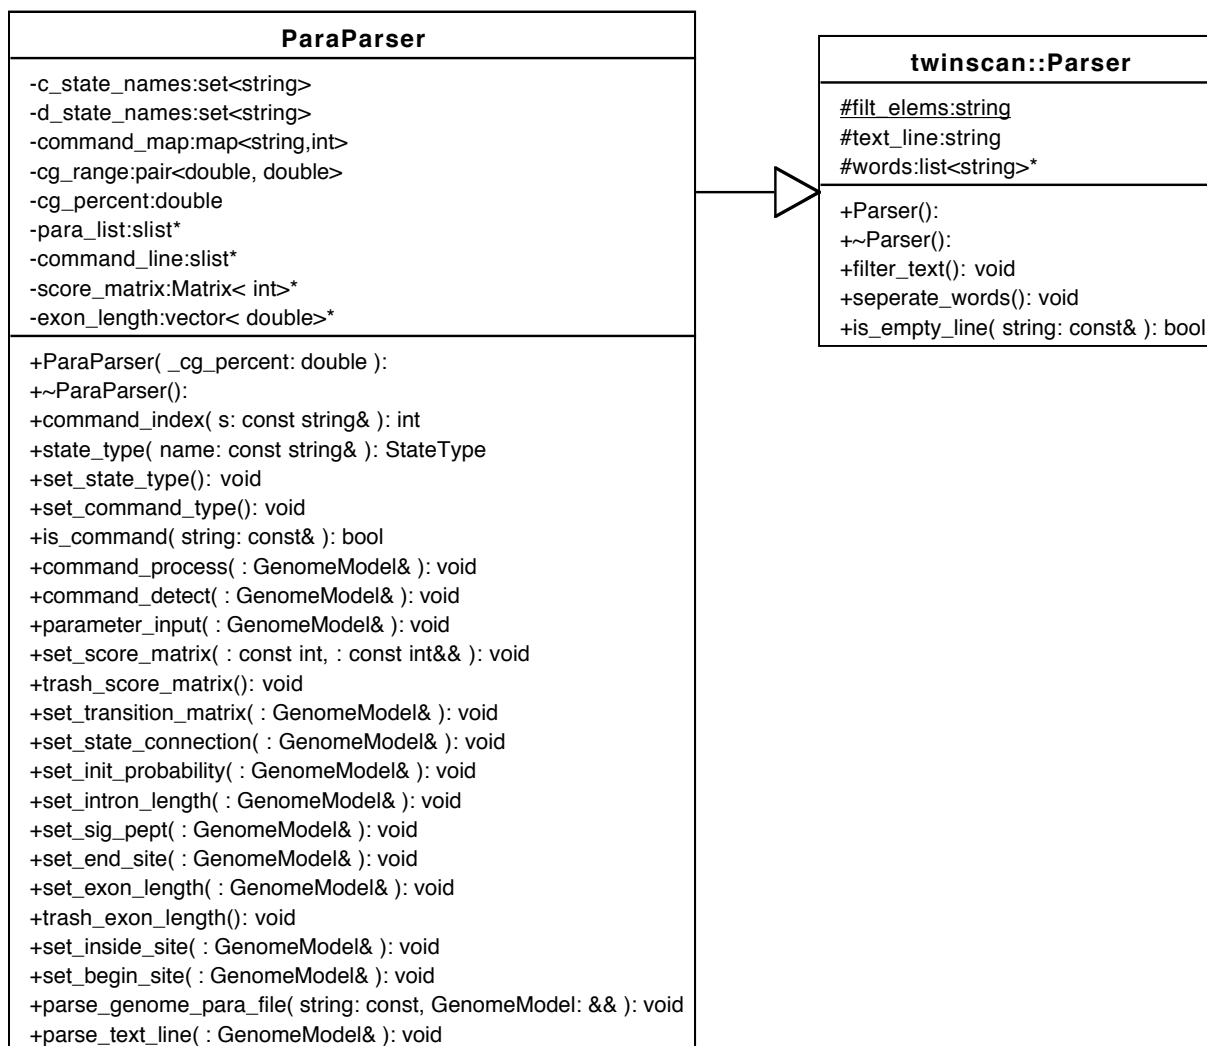 ParaParser
-c_state_names:set<string>
-d_state_names:set<string>
-command_map:map<string,int>
-cg_range:pair<double, double>
-cg_percent:double
-para_list:slist*
-command_line:slist*
-score_matrix:Matrix< int>*
-exon_length:vector< double>*
+ParaParser( _cg_percent: double ):
+~ParaParser():
+command_index( s: const string& ): int
+state_type( name: const string& ): StateType
+set_state_type(): void
+set_command_type(): void
+is_command( string: const& ): bool
+command_process( : GenomeModel& ): void
+command_detect( : GenomeModel& ): void
+parameter_input( : GenomeModel& ): void
+set_score_matrix( : const int, : const int&& ): void
+trash_score_matrix(): void
+set_transition_matrix( : GenomeModel& ): void
+set_state_connection( : GenomeModel& ): void
+set_init_probability( : GenomeModel& ): void
+set_intron_length( : GenomeModel& ): void
+set_sig_pept( : GenomeModel& ): void
+set_end_site( : GenomeModel& ): void
+set_exon_length( : GenomeModel& ): void
+trash_exon_length(): void
+set_inside_site( : GenomeModel& ): void
+set_begin_site( : GenomeModel& ): void
+parse_genome_para_file( string: const, GenomeModel: && ): void
+parse_text_line( : GenomeModel& ): void
twinscan::Parser
#filt_elems:string
#text_line:string
#words:list<string>*
+Parser():
+~Parser():
+filter_text(): void
+seperate_words(): void
+is_empty_line( string: const& ): bool